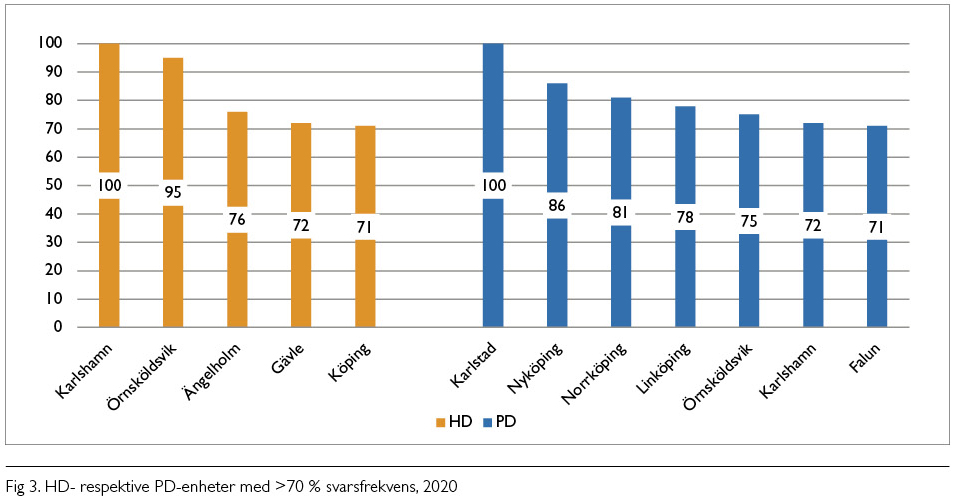 100
90
80
70
60
50
40
30
20
10
0
100
95
76
72
71
100
86
81
78
75
72
71
Karlshamn
Örnsköldsvik
Ängelholm
Gävle
Köping
Karlstad
Nyköping
Norrköping
Linköping
Örnsköldsvik
Karlshamn
Falun
HD PD
Fig 3. HD- respektive PD-enheter med >70 % svarsfrekvens, 2020